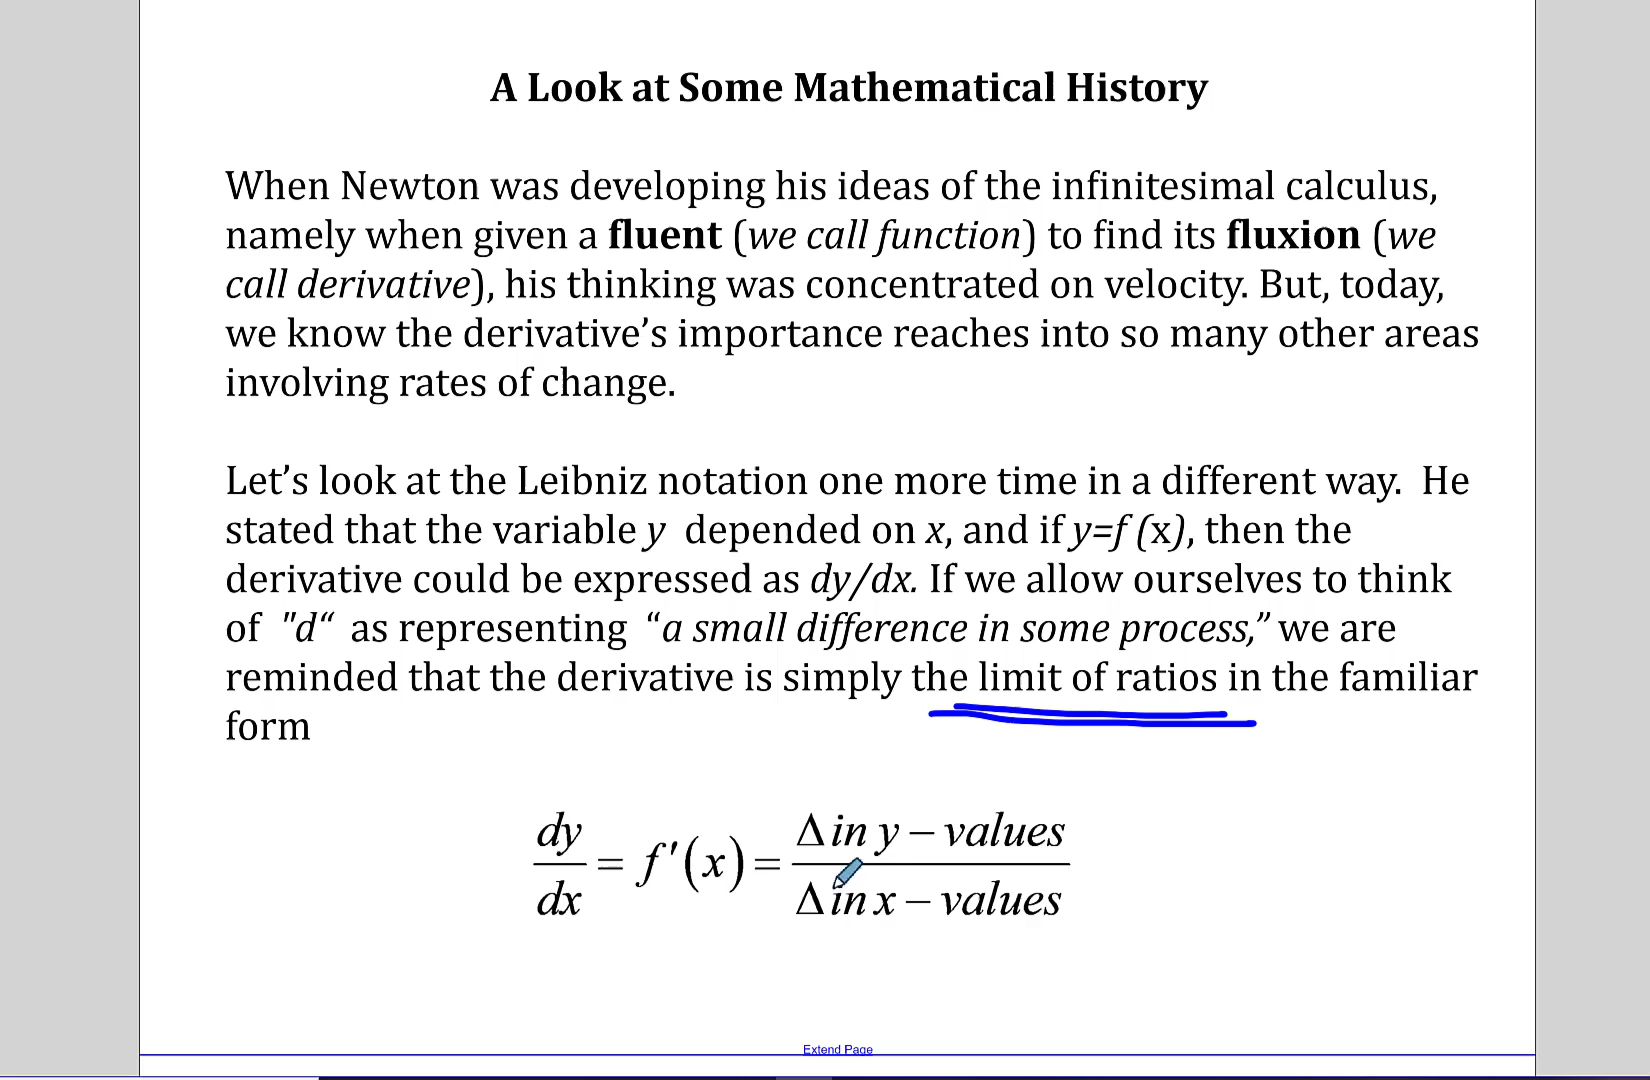 A Look at Some Mathematical History
When Newton was developing his ideas of the infinitesimal calculus,
namely when given a fluent (we call function) to find its fluxion (we
call derivative), his thinking was concentrated on velocity. But, today,
we know the derivative’s importance reaches into so many other areas
involving rates of change.
Let’s look at the Leibniz notation one more time in a different way.  He
stated that the variable y  depended on x, and if y=f (x), then the
derivative could be expressed as dy/dx. If we allow ourselves to think
of  "d“  as representing  “a small difference in some process,” we are
reminded that the derivative is simply the limit of ratios in the familiar
form
dy/dx = f'(x) = Δ in y – values / Δ in x – values
Extend Page